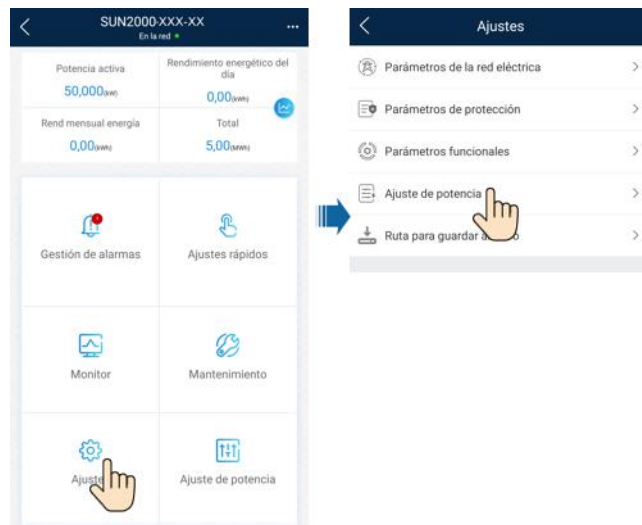 SUN2000-XXX-XX
En la red
Potencia activa
50,000(kW)
Rendimiento energético del
día
0,00(kWh)
Rend mensual energía
0,00(kWh)
Total
5,00(MWh)
Gestión de alarmas
Ajustes rápidos
Monitor
Mantenimiento
Ajuste
Ajuste de potencia
Ajustes
Parámetros de la red eléctrica
Parámetros de protección
Parámetros funcionales
Ajuste de potencia
Ruta para guardar a